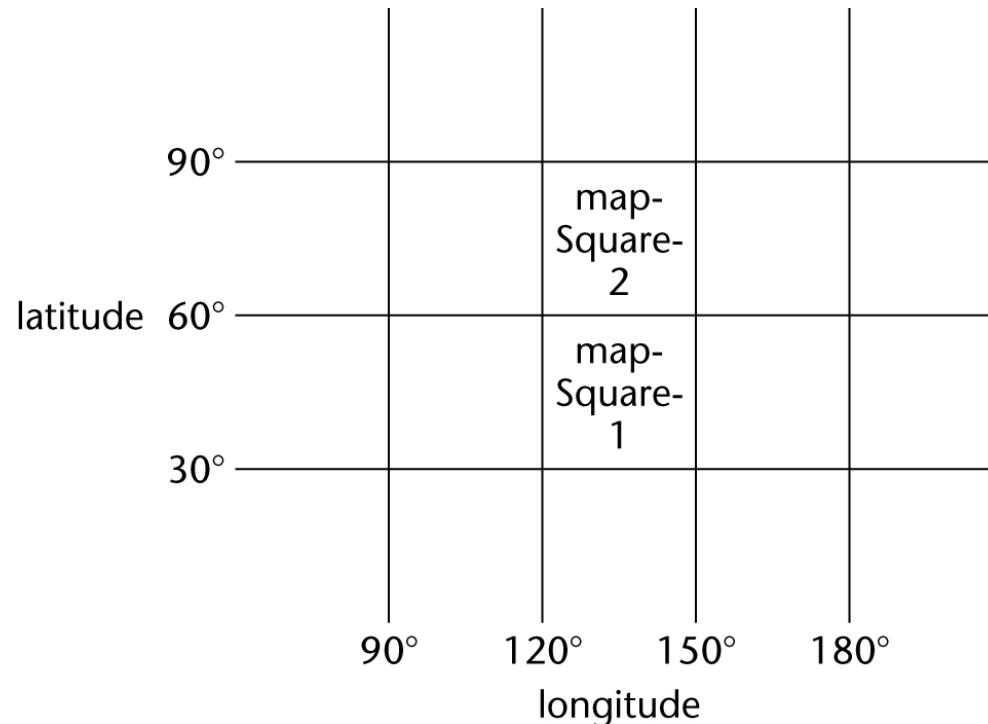 90°
map-
Square-
2
latitude 60°
map-
Square-
1
30°
90° 120° 150° 180°
longitude